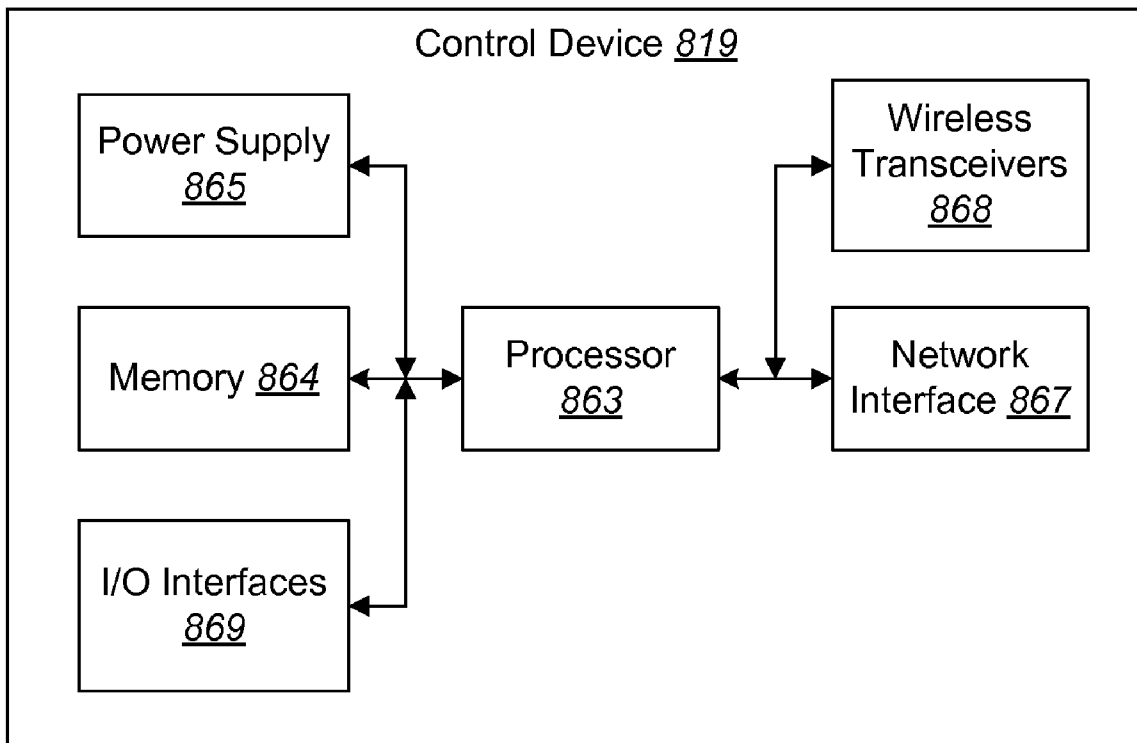 Control Device 819
Power Supply
865
Wireless
Transceivers
868
Memory 864
Processor
863
Network
Interface 867
I/O Interfaces
869